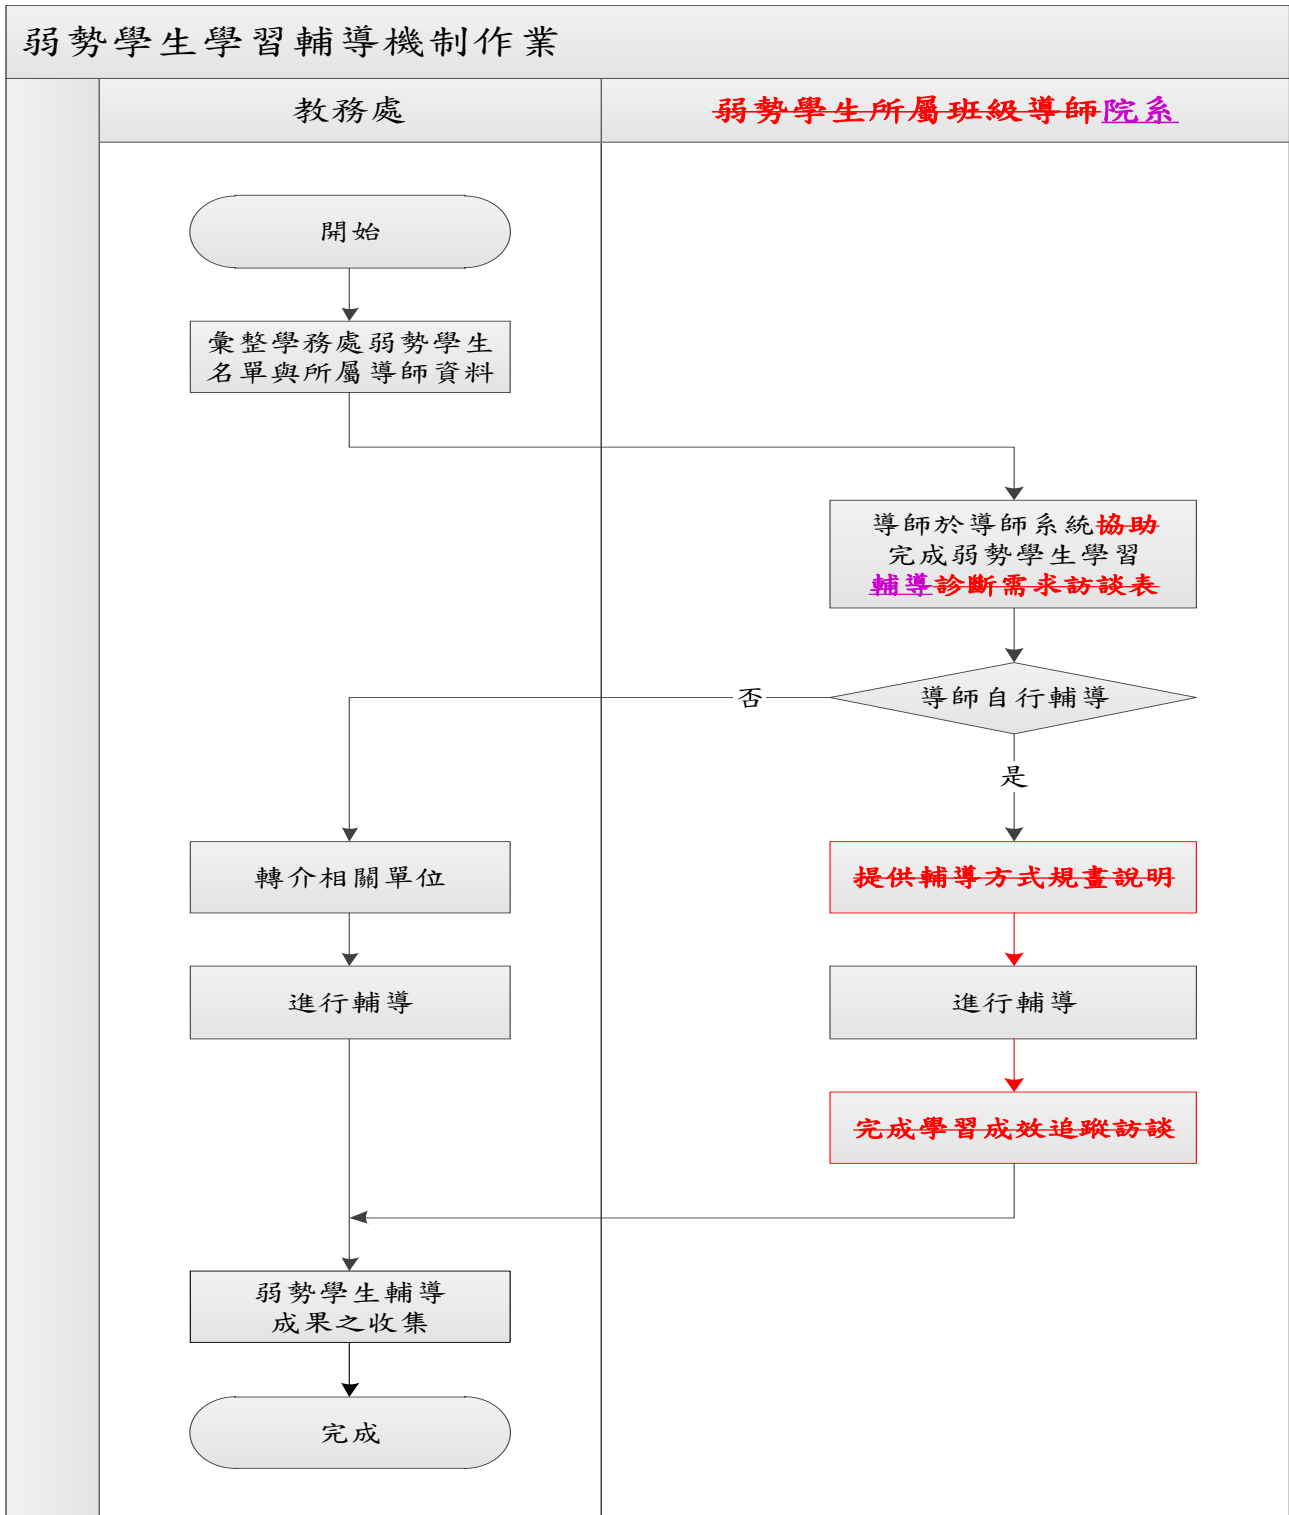 弱勢學生學習輔導機制作業
教務處
弱勢學生所屬班級導師院系
開始
彙整學務處弱勢學生
名單與所屬導師資料
導師於導師系統協助
完成弱勢學生學習
輔導診斷需求訪談表
導師自行輔導
否
是
轉介相關單位
提供輔導方式規畫說明
進行輔導
進行輔導
完成學習成效追蹤訪談
弱勢學生輔導
成果之收集
完成